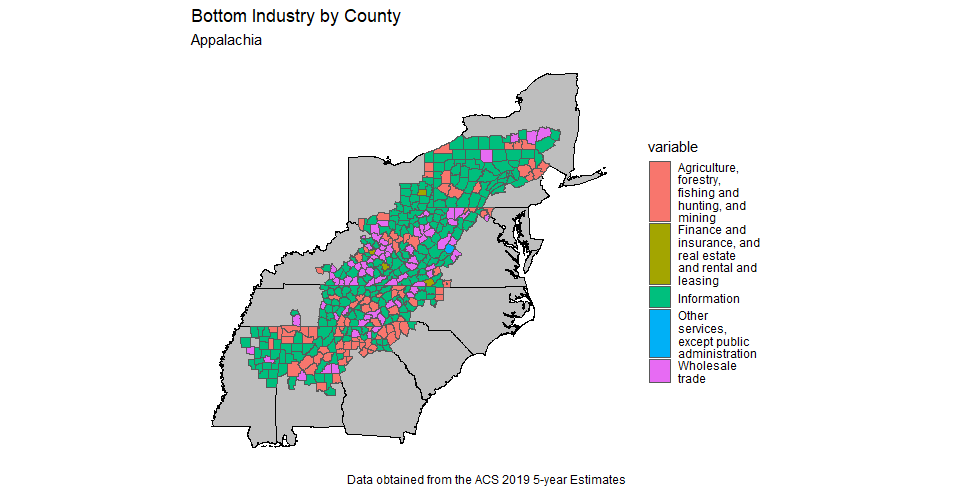 Bottom Industry by County
Appalachia
variable
Agriculture,
forestry,
fishing and
hunting, and
mining
Finance and
insurance, and
real estate
and rental and
leasing
Information
Other
services,
except public
administration
Wholesale
trade
Data obtained from the ACS 2019 5-year Estimates